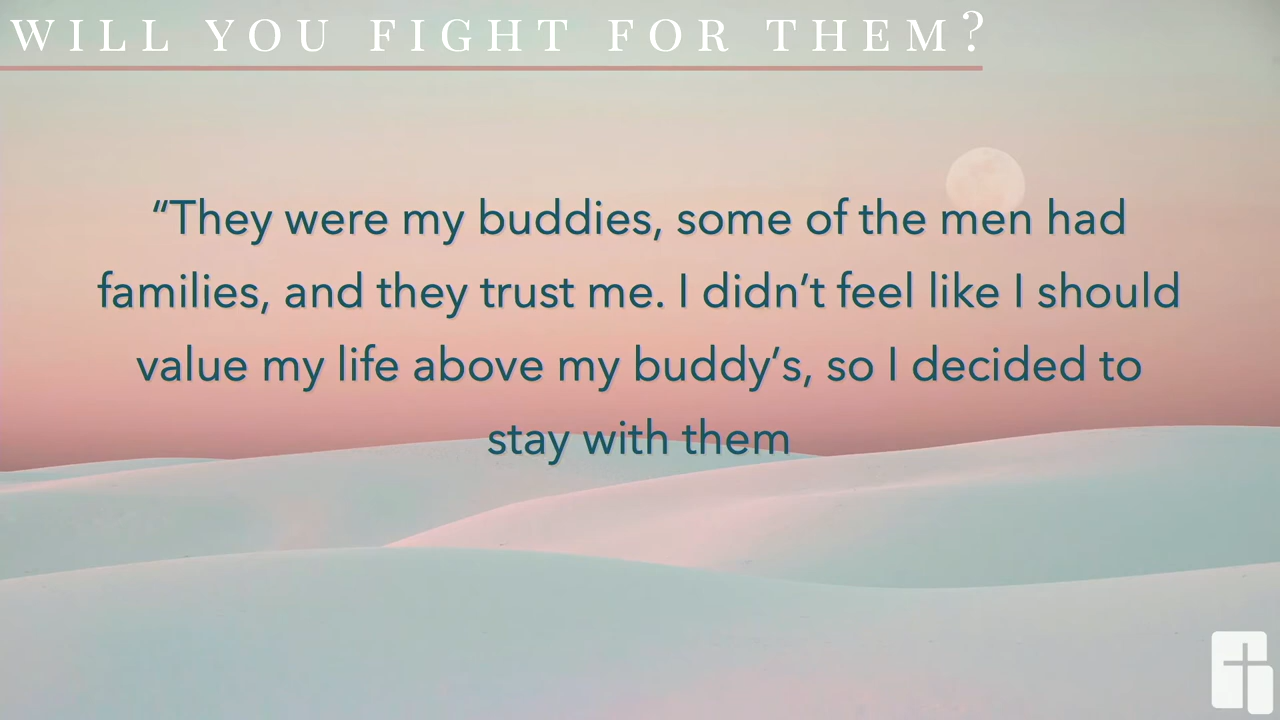 WILL YOU FIGHT FOR THEM?
“They were my buddies, some of the men had
families, and they trust me. I didn’t feel like I should
value my life above my buddy’s, so I decided to
stay with them